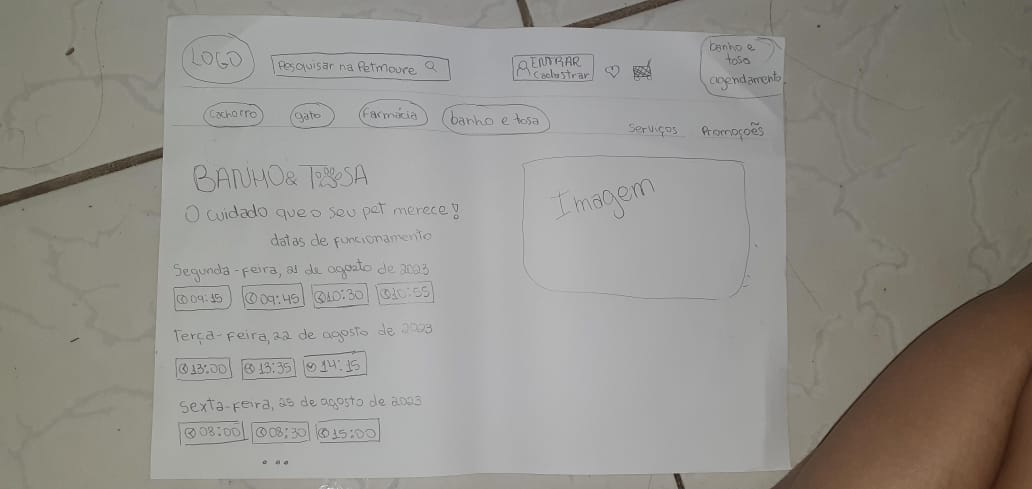 LOGO
Pesquisar na Petmoure
ENTRAR
Cadastrar
banho e
tosa
agendamento
Cachorro
gato
Farmácia
banho e tosa
Serviços
Promoções
BANHO & TOSA
O cuidado que o seu pet merece!
datas de funcionamento
Segunda-feira, 21 de agosto de 2023
09:15
09:45
10:30
10:55
Terça-Feira, 22 de agosto de 2023
13:00
13:35
14:15
Sexta-Feira, 25 de agosto de 2023
08:00
08:30
15:00
...
Imagem